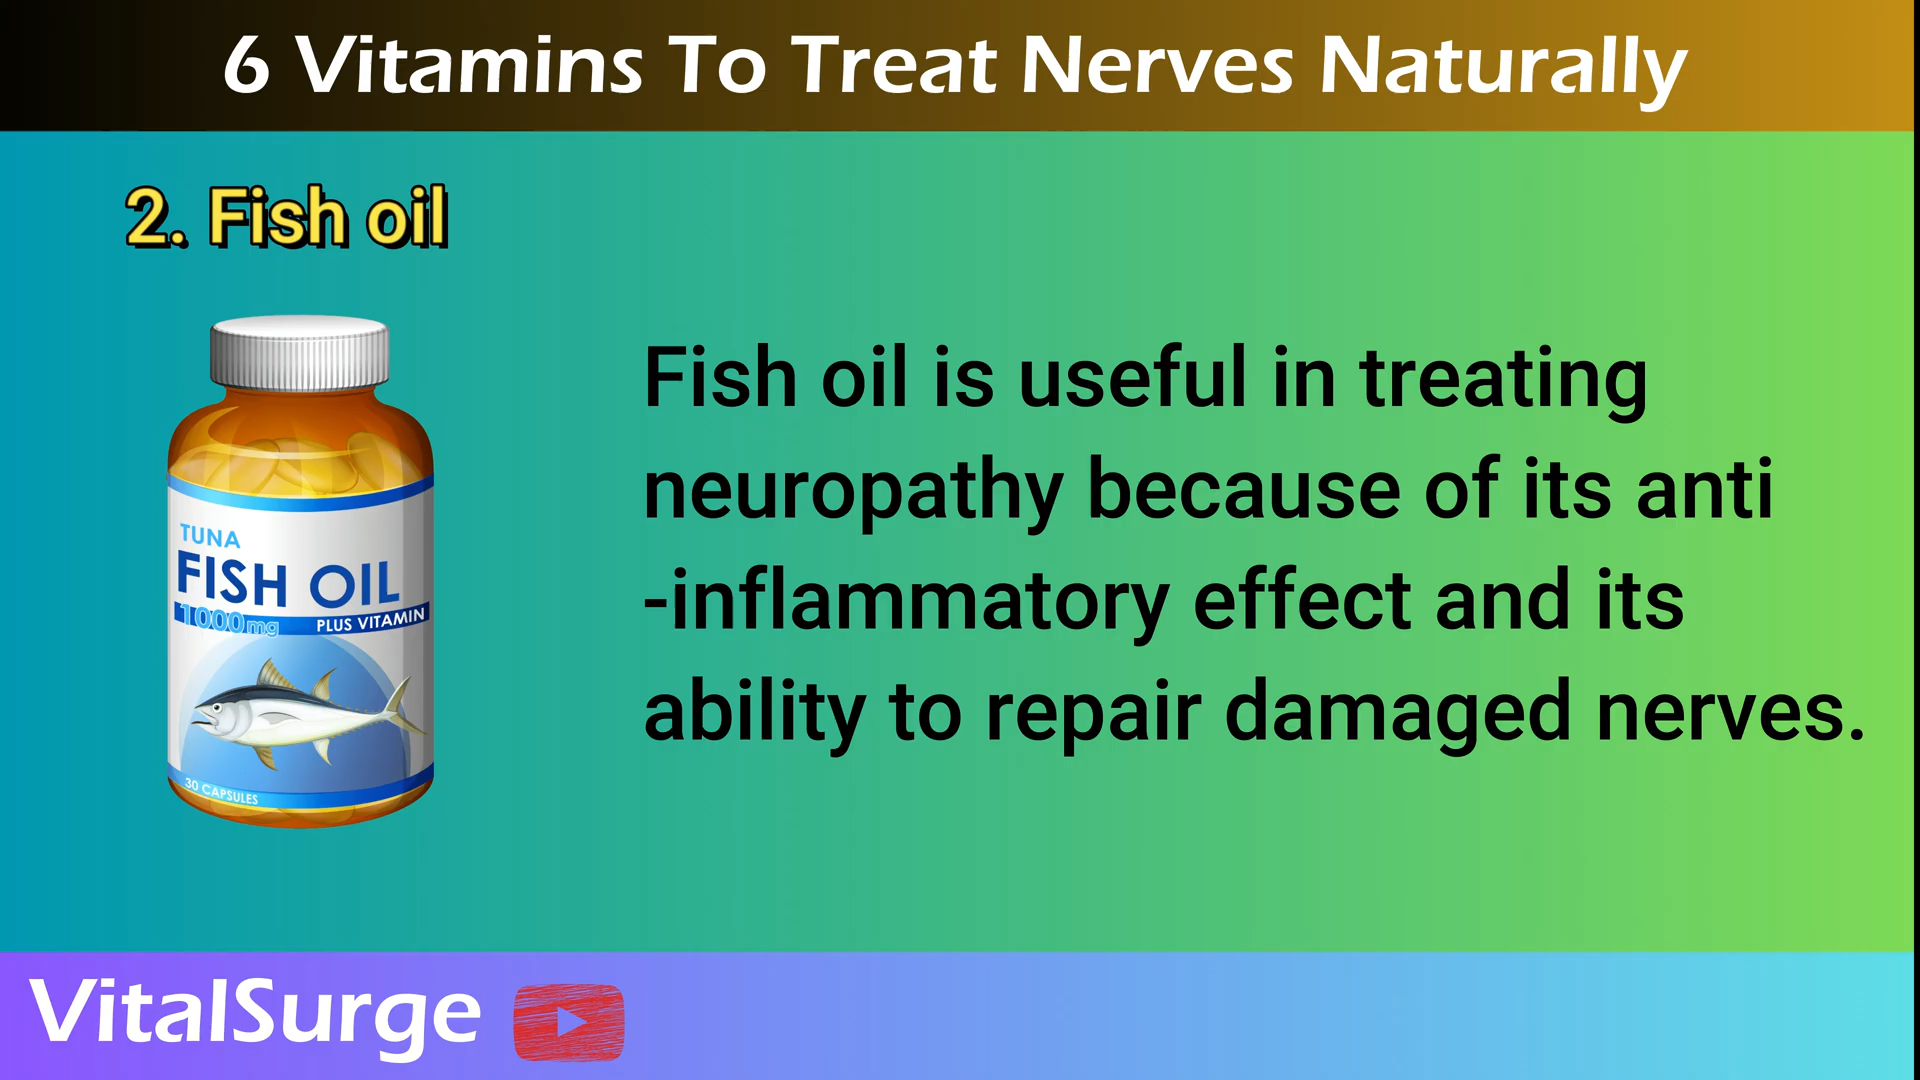 6 Vitamins To Treat Nerves Naturally
2. Fish oil
TUNA
FISH OIL
1000mg
PLUS VITAMIN
30 CAPSULES
Fish oil is useful in treating
neuropathy because of its anti
-inflammatory effect and its
ability to repair damaged nerves.
VitalSurge